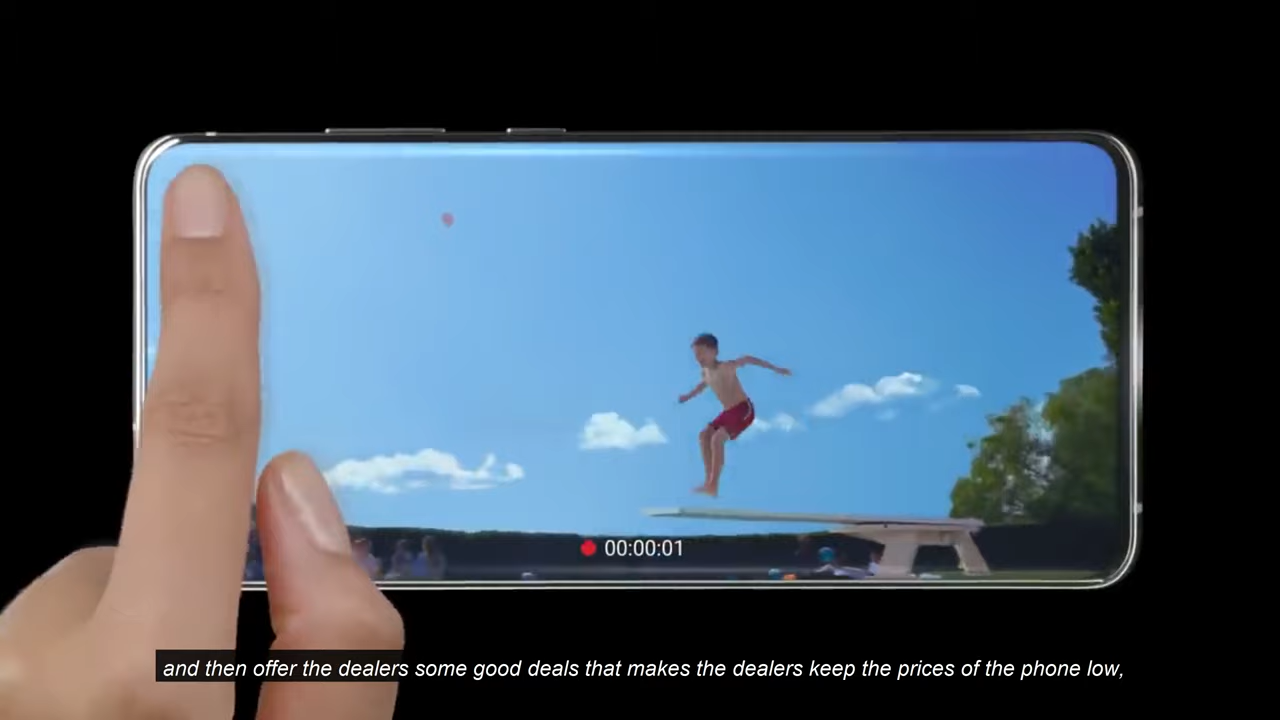 00:00:01
and then offer the dealers some good deals that makes the dealers keep the prices of the phone low,